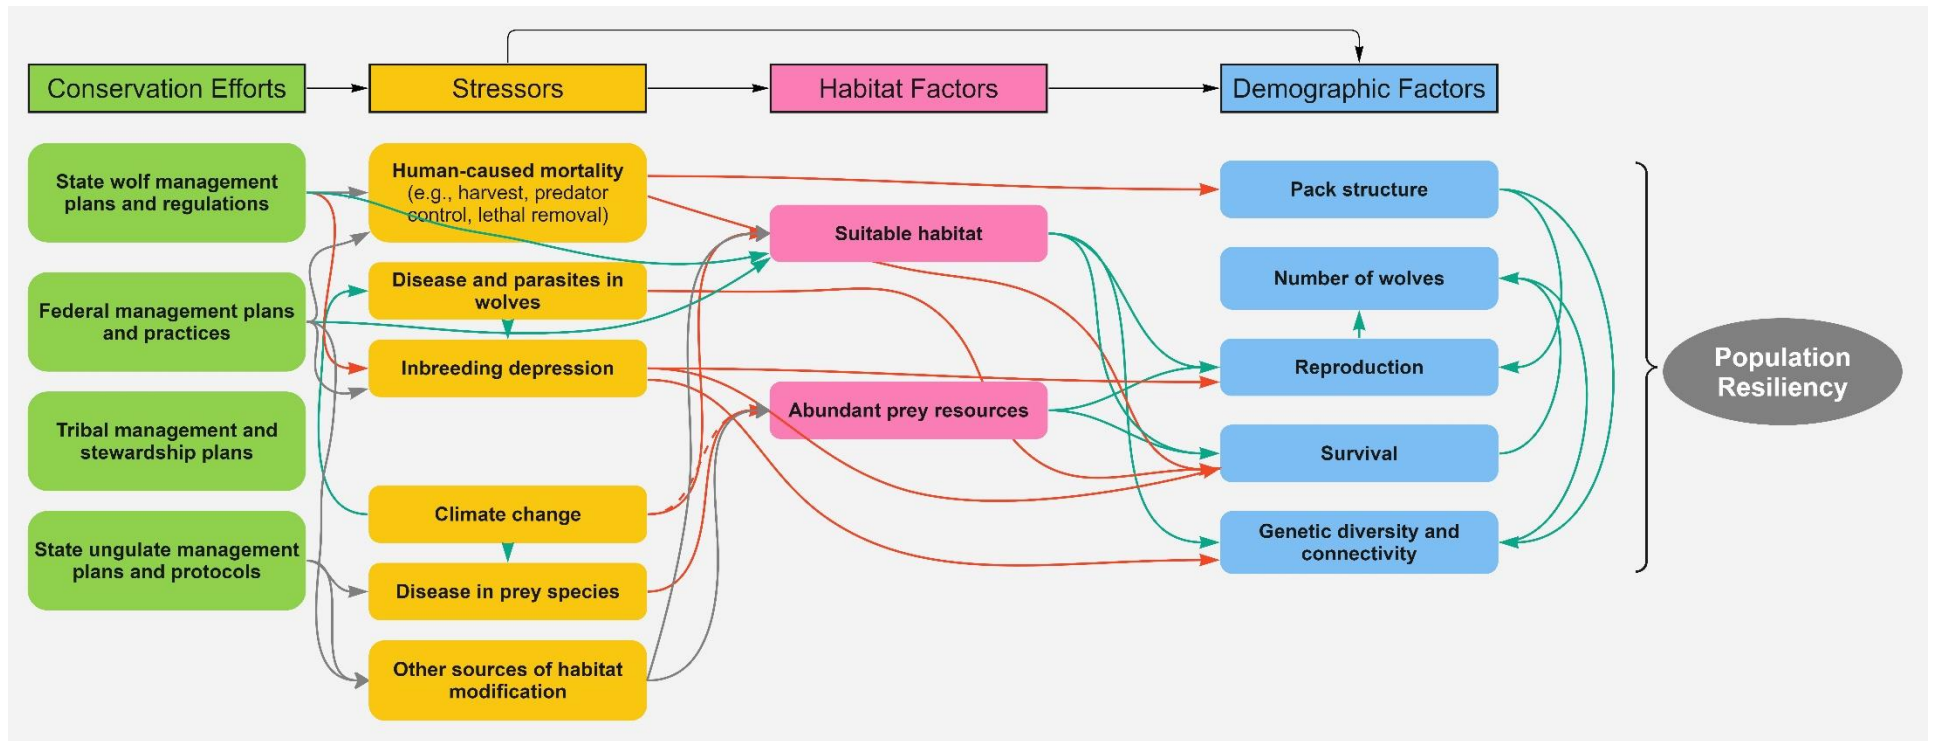 Conservation Efforts
Stressors
Habitat Factors
Demographic Factors
State wolf management
plans and regulations
Federal management plans
and practices
Tribal management and
stewardship plans
State ungulate management
plans and protocols
Human-caused mortality
(e.g., harvest, predator
control, lethal removal)
Disease and parasites in
wolves
Inbreeding depression
Climate change
Disease in prey species
Other sources of habitat
modification
Suitable habitat
Abundant prey resources
Pack structure
Number of wolves
Reproduction
Survival
Genetic diversity and
connectivity
Population
Resiliency